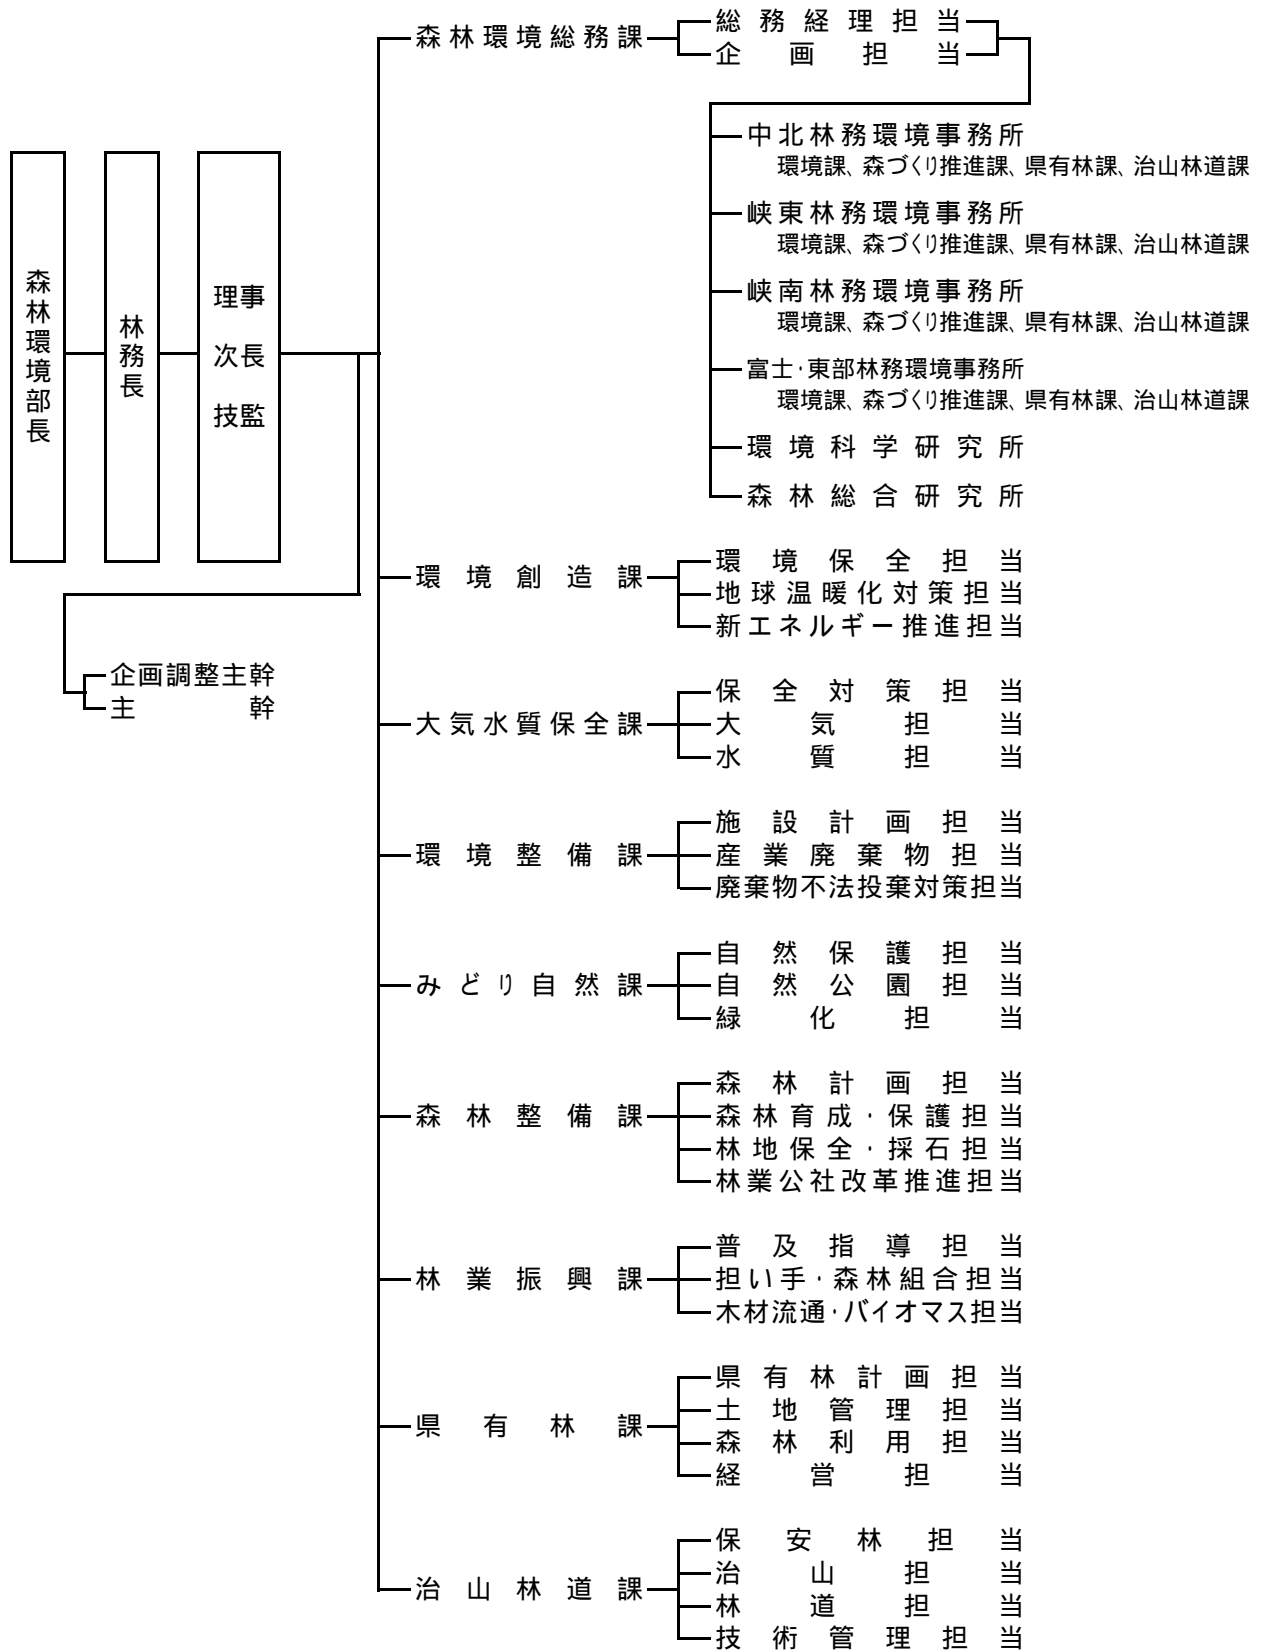 森林環境部長
林務長
理事
次長
技監
企画調整主幹
主幹
森林環境総務課
総務経理担当
企画担当
中北林務環境事務所
環境課、森づくり推進課、県有林課、治山林道課
峡東林務環境事務所
環境課、森づくり推進課、県有林課、治山林道課
峡南林務環境事務所
環境課、森づくり推進課、県有林課、治山林道課
富士・東部林務環境事務所
環境課、森づくり推進課、県有林課、治山林道課
環境科学研究所
森林総合研究所
環境創造課
環境保全担当
地球温暖化対策担当
新エネルギー推進担当
大気水質保全課
保全対策担当
大気担当
水質担当
環境整備課
施設計画担当
産業廃棄物担当
廃棄物不法投棄対策担当
みどり自然課
自然保護担当
自然公園担当
緑化担当
森林整備課
森林計画担当
森林育成・保護担当
林地保全・採石担当
林業公社改革推進担当
林業振興課
普及指導担当
担い手・森林組合担当
木材流通・バイオマス担当
県有林課
県有林計画担当
土地管理担当
森林利用担当
経営担当
治山林道課
保安林担当
治山担当
林道担当
技術管理担当